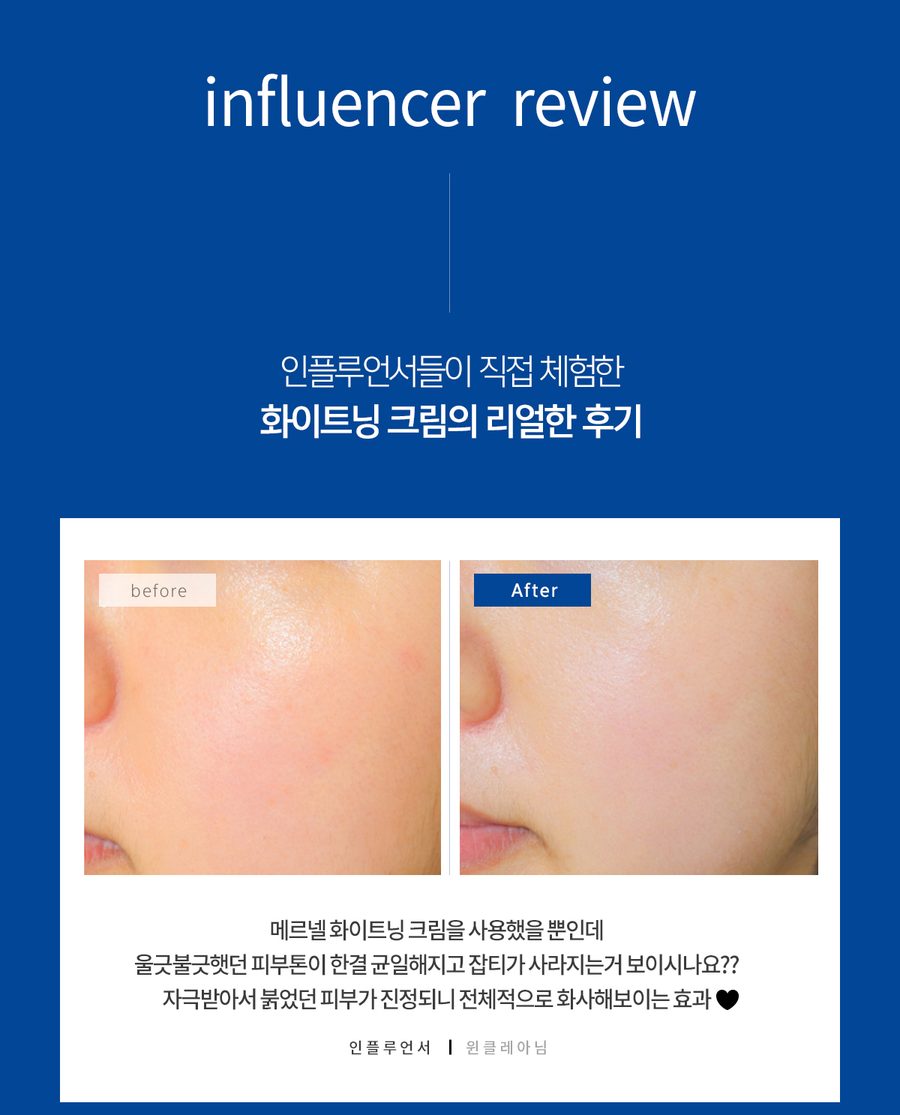 influencer review
인플루언서들이 직접 체험한
화이트닝 크림의 리얼한 후기
before
After
메르넬 화이트닝 크림을 사용했을 뿐인데
울긋불긋햇던 피부톤이 한결 균일해지고 잡티가 사라지는거 보이시나요??
자극받아서 붉었던 피부가 진정되니 전체적으로 화사해보이는 효과 🖤
인플루언서 | 윈클레아님